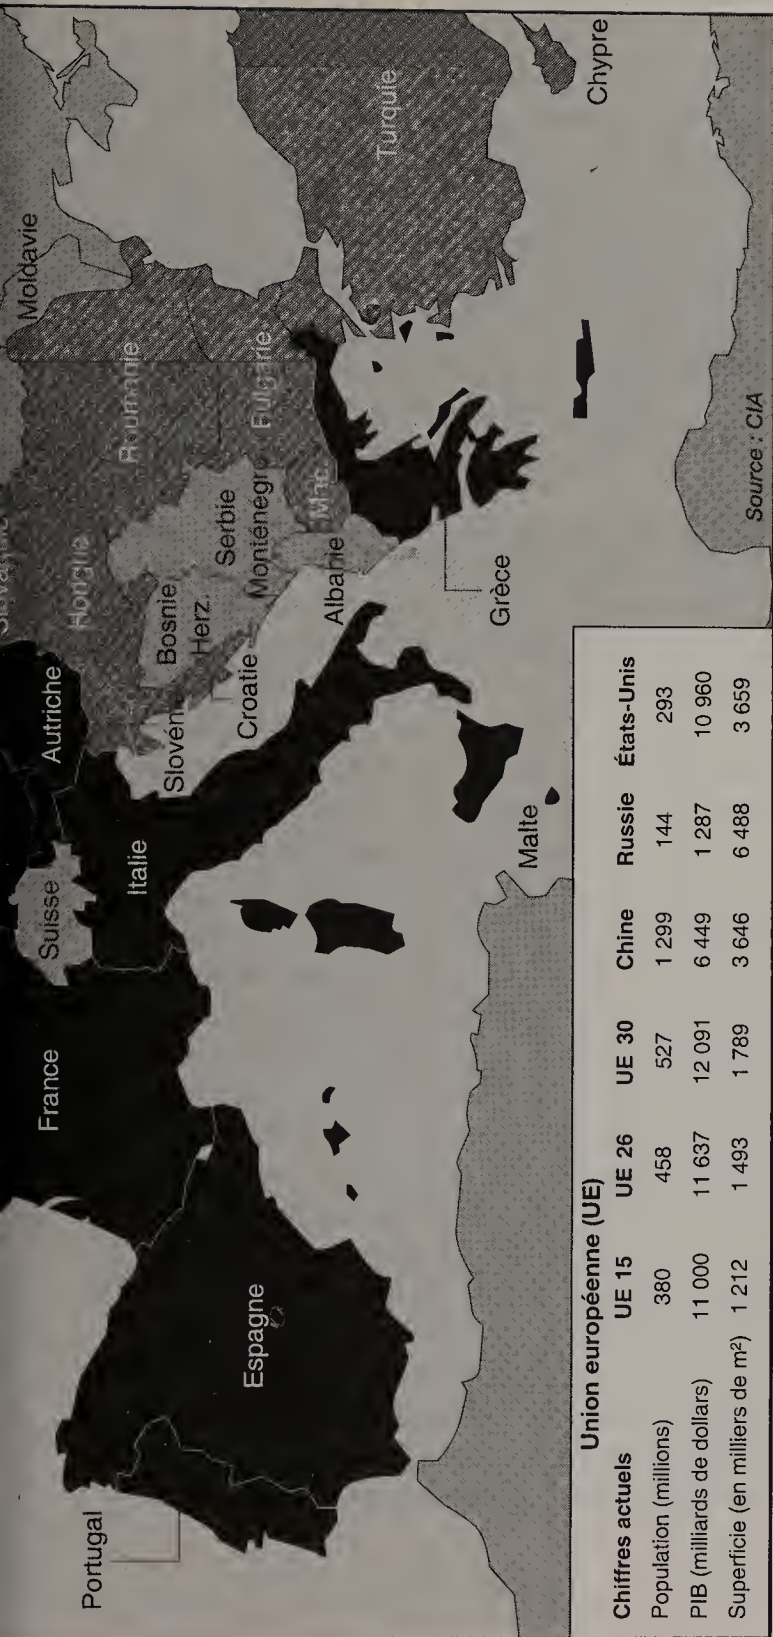 Moldavie
Turquie
Chypre
Roumanie
Bulgarie
Hongrie
Serbie
Monténégro
Mac.
Bosnie
Herz.
Albanie
Grèce
Autriche
Slovén
Croatie
Suisse
Italie
Malte
France
Espagne
Portugal
Source : CIA
Union européenne (UE)
Chiffres actuels UE 15 UE 26 UE 30 Chine Russie États-Unis
Population (millions) 380 458 527 1 299 144 293
PIB (milliards de dollars) 11 000 11 637 12 091 6 449 1 287 10 960
Superficie (en milliers de m²) 1 212 1 493 1 789 3 646 6 488 3 659